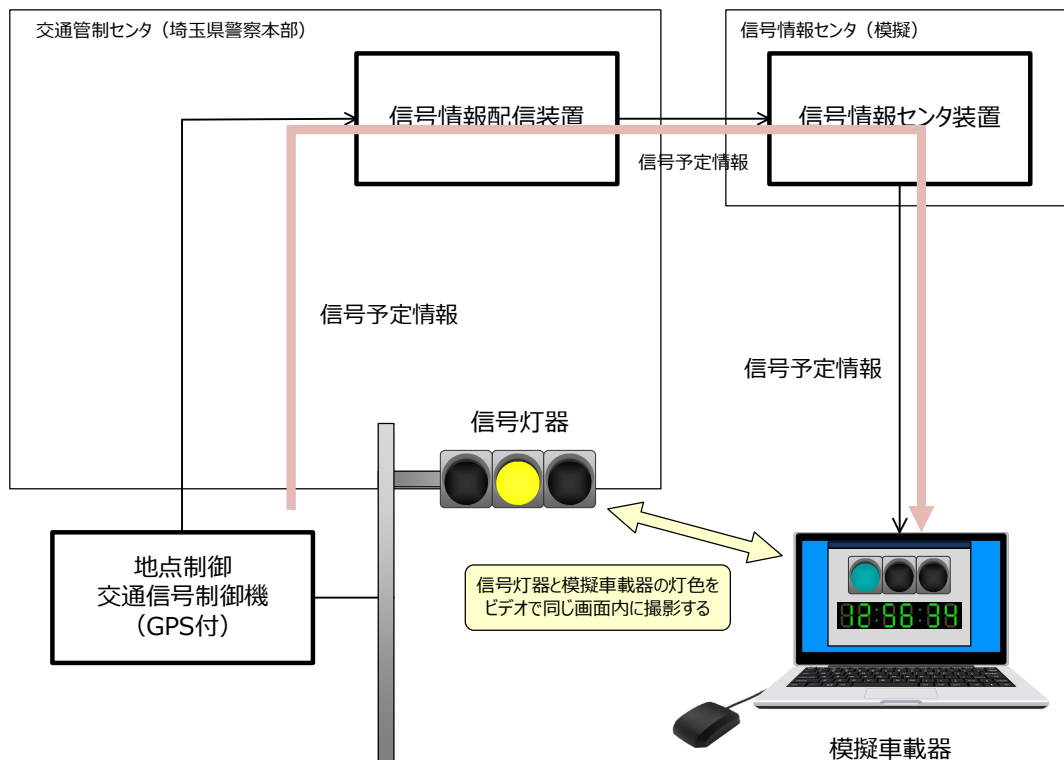 交通管制センタ（埼玉県警察本部）
信号情報センタ（模擬）
信号情報配信装置
信号情報センタ装置
信号予定情報
信号予定情報
信号予定情報
信号灯器
地点制御
交通信号制御機
（GPS付）
信号灯器と模擬車載器の灯色を
ビデオで同じ画面内に撮影する
12:56:34
模擬車載器